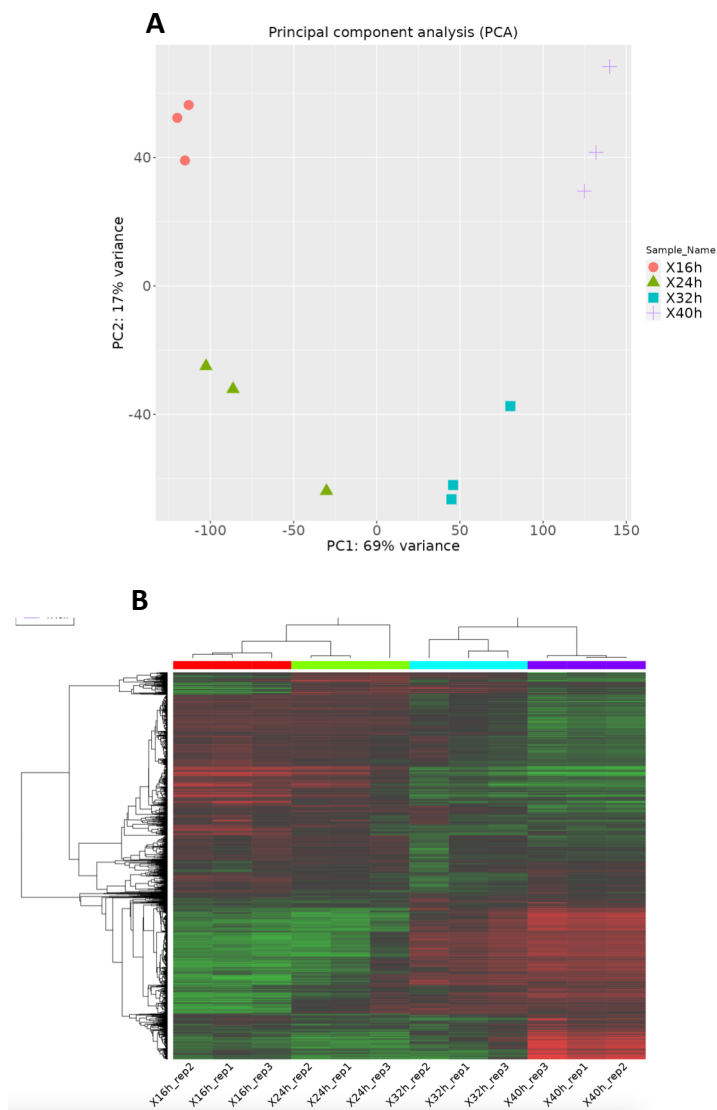 A
Principal component analysis (PCA)
40
0
-40
PC2: 17% variance
-100
-50
0
50
100
150
PC1: 69% variance
Sample_Name
X16h
X24h
X32h
X40h
B
X16h_rep2
X16h_rep1
X16h_rep3
X24h_rep2
X24h_rep1
X24h_rep3
X32h_rep2
X32h_rep1
X32h_rep3
X40h_rep3
X40h_rep1
X40h_rep2